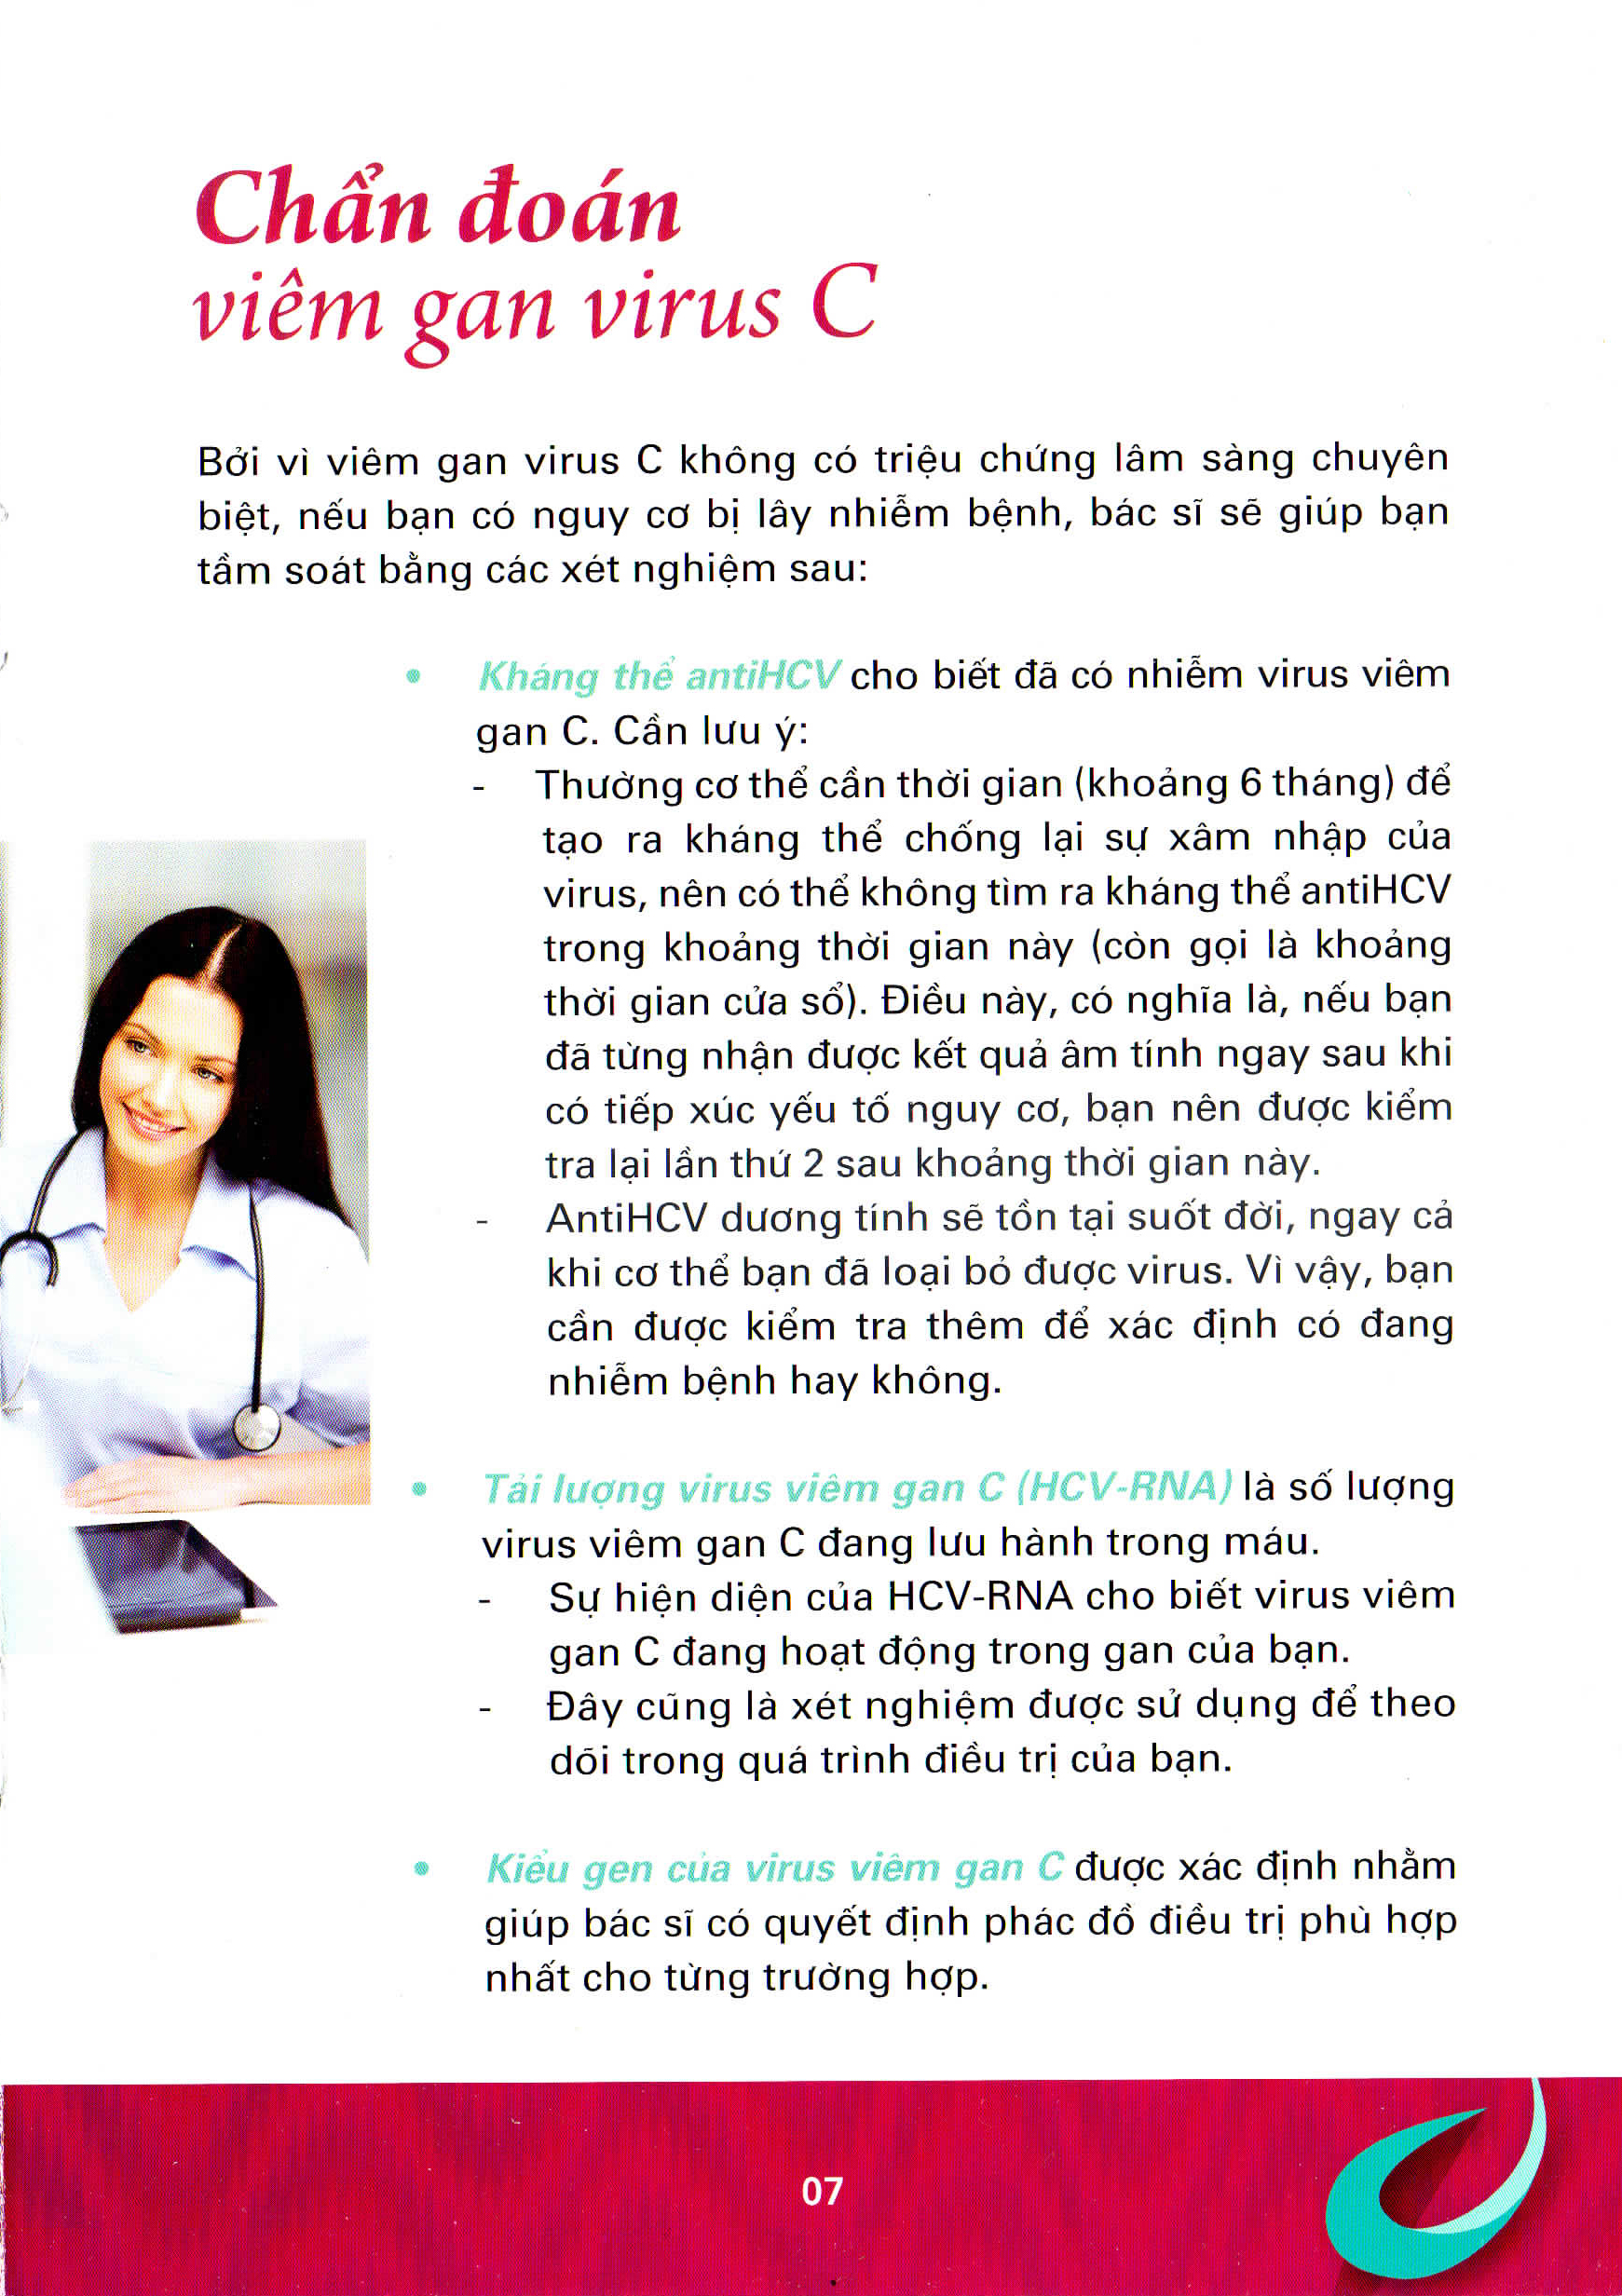 Chẩn đoán
viêm gan virus C
Bởi vì viêm gan virus C không có triệu chứng lâm sàng chuyên
biệt, nếu bạn có nguy cơ bị lây nhiễm bệnh, bác sĩ sẽ giúp bạn
tầm soát bằng các xét nghiệm sau:
• Kháng thể antiHCV cho biết đã có nhiễm virus viêm
gan C. Cần lưu ý:
- Thường cơ thể cần thời gian (khoảng 6 tháng) để
tạo ra kháng thể chống lại sự xâm nhập của
virus, nên có thể không tìm ra kháng thể antiHCV
trong khoảng thời gian này (còn gọi là khoảng
thời gian cửa sổ). Điều này, có nghĩa là, nếu bạn
đã từng nhận được kết quả âm tính ngay sau khi
có tiếp xúc yếu tố nguy cơ, bạn nên được kiểm
tra lại lần thứ 2 sau khoảng thời gian này.
- AntiHCV dương tính sẽ tồn tại suốt đời, ngay cả
khi cơ thể bạn đã loại bỏ được virus. Vì vậy, bạn
cần được kiểm tra thêm để xác định có đang
nhiễm bệnh hay không.
• Tải lượng virus viêm gan C (HCV-RNA) là số lượng
virus viêm gan C đang lưu hành trong máu.
- Sự hiện diện của HCV-RNA cho biết virus viêm
gan C đang hoạt động trong gan của bạn.
- Đây cũng là xét nghiệm được sử dụng để theo
dõi trong quá trình điều trị của bạn.
• Kiểu gen của virus viêm gan C được xác định nhằm
giúp bác sĩ có quyết định phác đồ điều trị phù hợp
nhất cho từng trường hợp.
07